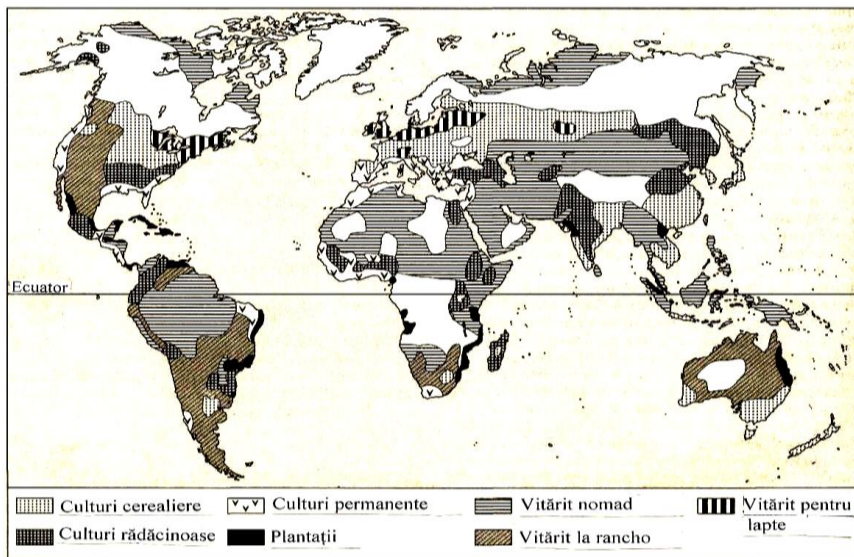 Ecuator
Culturi cerealiere
Culturi permanente
Vitărit nomad
Vitărit pentru
lapte
Culturi rădăcinoase
Plantații
Vitărit la rancho